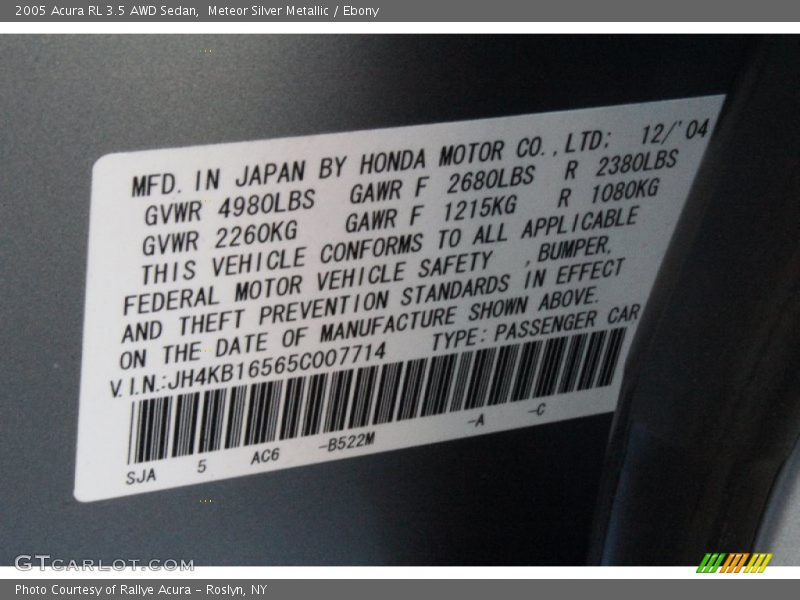 2005 Acura RL 3.5 AWD Sedan,  Meteor Silver Metallic / Ebony
MFD. IN JAPAN BY HONDA MOTOR CO.,LTD; 12/'04
GVWR 4980LBS GAWR F 2680LBS R 2380LBS
GVWR 2260KG GAWR F 1215KG R 1080KG
THIS VEHICLE CONFORMS TO ALL APPLICABLE
FEDERAL MOTOR VEHICLE SAFETY ,BUMPER,
AND THEFT PREVENTION STANDARDS IN EFFECT
ON THE DATE OF MANUFACTURE SHOWN ABOVE.
V.I.N.:JH4KB16565C007714 TYPE:PASSENGER CAR
SJA 5 AC6 -B522M -A -C
GTCarLot.com
Photo Courtesy of Rallye Acura - Roslyn, NY